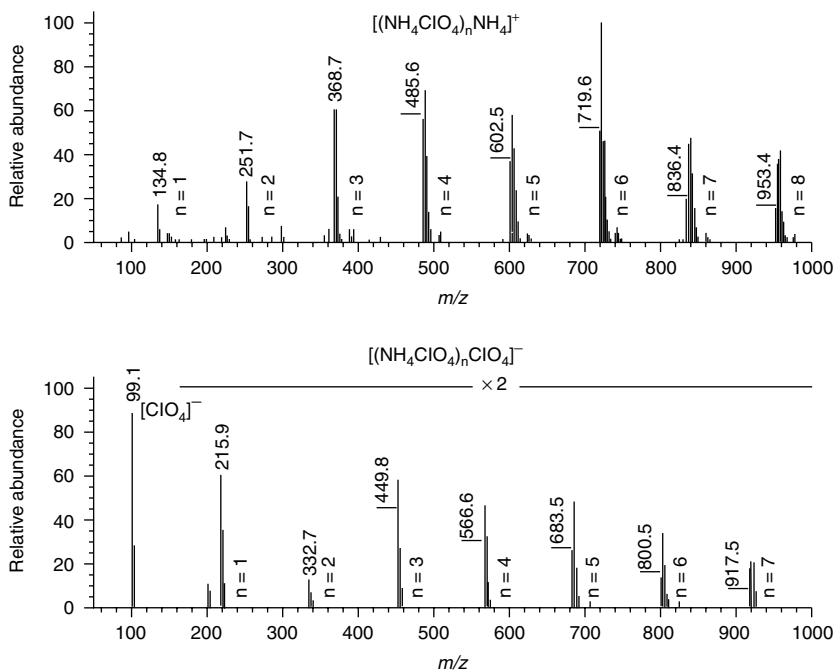 [(NH₄ClO₄)ₙNH₄]⁺
Relative abundance
100
80
60
40
20
0
134.8
n = 1
251.7
n = 2
368.7
n = 3
485.6
n = 4
602.5
n = 5
719.6
n = 6
836.4
n = 7
953.4
n = 8
100 200 300 400 500 600 700 800 900 1000
m/z
[(NH₄ClO₄)ₙClO₄]⁻
× 2
Relative abundance
100
80
60
40
20
0
99.1
[ClO₄]⁻
215.9
n = 1
332.7
n = 2
449.8
n = 3
566.6
n = 4
683.5
n = 5
800.5
n = 6
917.5
n = 7
100 200 300 400 500 600 700 800 900 1000
m/z